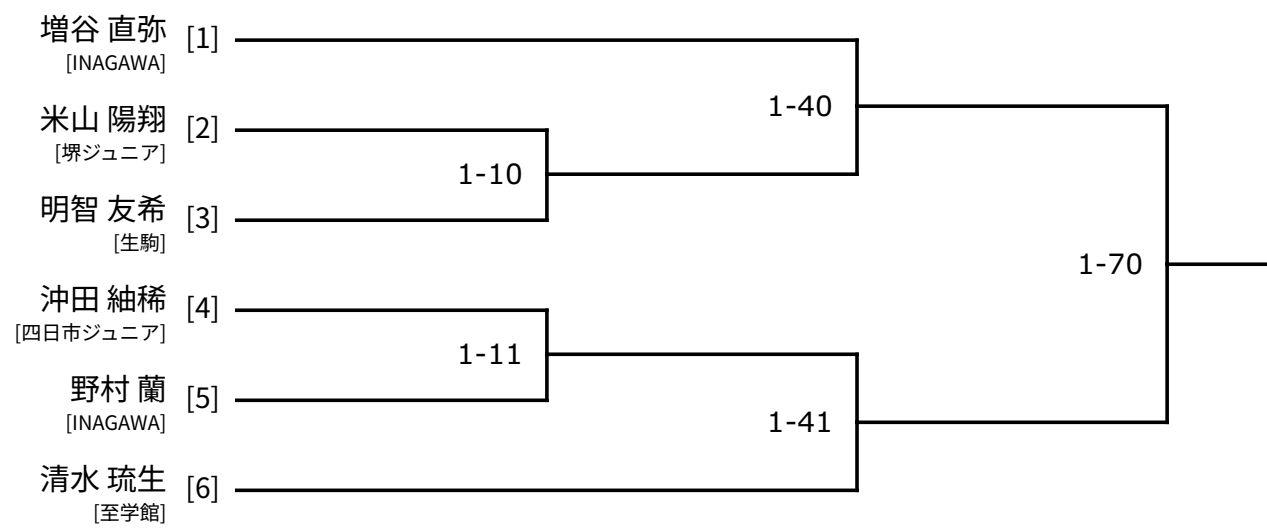 増谷 直弥 [1]
[INAGAWA]
1-40
米山 陽翔 [2]
[堺ジュニア]
1-10
明智 友希 [3]
[生駒]
1-70
沖田 紬稀 [4]
[四日市ジュニア]
1-11
野村 蘭 [5]
[INAGAWA]
1-41
清水 琉生 [6]
[至学館]